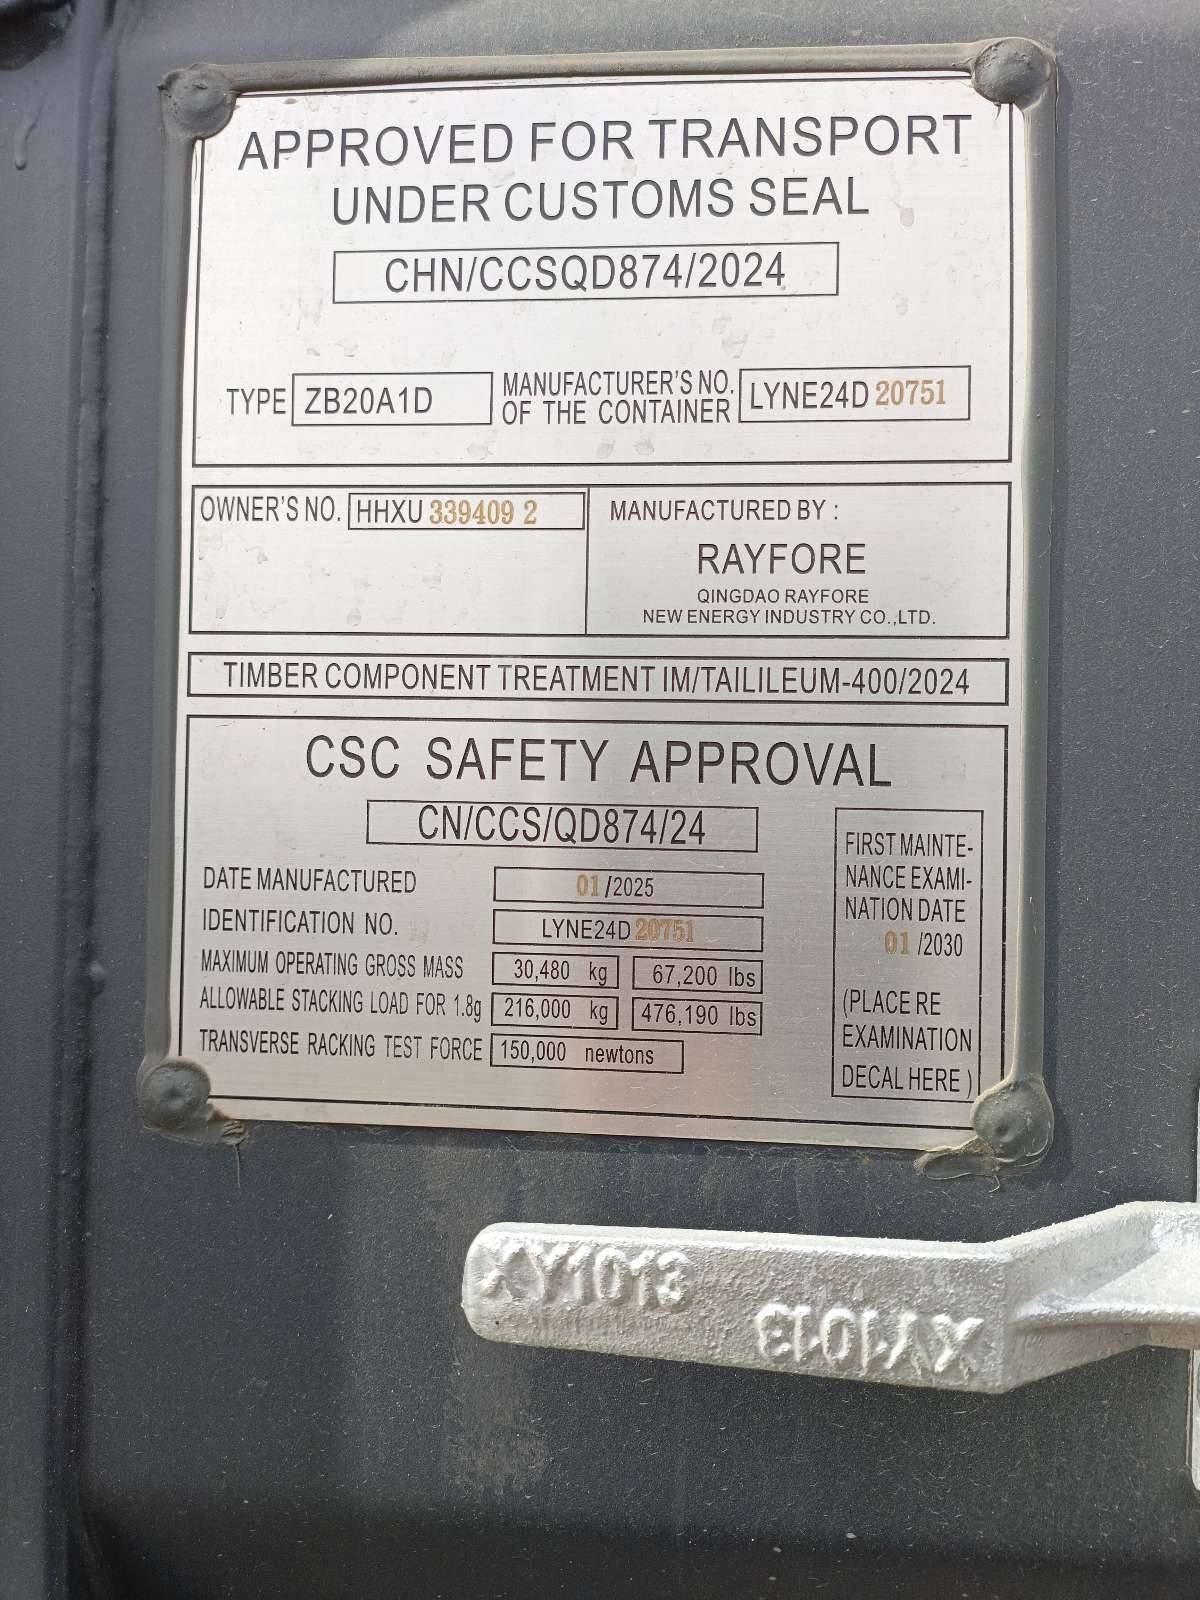 APPROVED FOR TRANSPORT
UNDER CUSTOMS SEAL
CHN/CCSQD874/2024
TYPE ZB20A1D MANUFACTURER'S NO. OF THE CONTAINER LYNE24D 20751
OWNER'S NO. HHXU 339409 2
MANUFACTURED BY :
RAYFORE
QINGDAO RAYFORE
NEW ENERGY INDUSTRY CO.,LTD.
TIMBER COMPONENT TREATMENT IM/TAILILEUM-400/2024
CSC SAFETY APPROVAL
CN/CCS/QD874/24
DATE MANUFACTURED 01/2025
IDENTIFICATION NO. LYNE24D 20751
MAXIMUM OPERATING GROSS MASS 30,480 kg 67,200 lbs
ALLOWABLE STACKING LOAD FOR 1.8g 216,000 kg 476,190 lbs
TRANSVERSE RACKING TEST FORCE 150,000 newtons
FIRST MAINTE-
NANCE EXAMI-
NATION DATE
01 /2030
(PLACE RE
EXAMINATION
DECAL HERE )
XY1013
XY1013